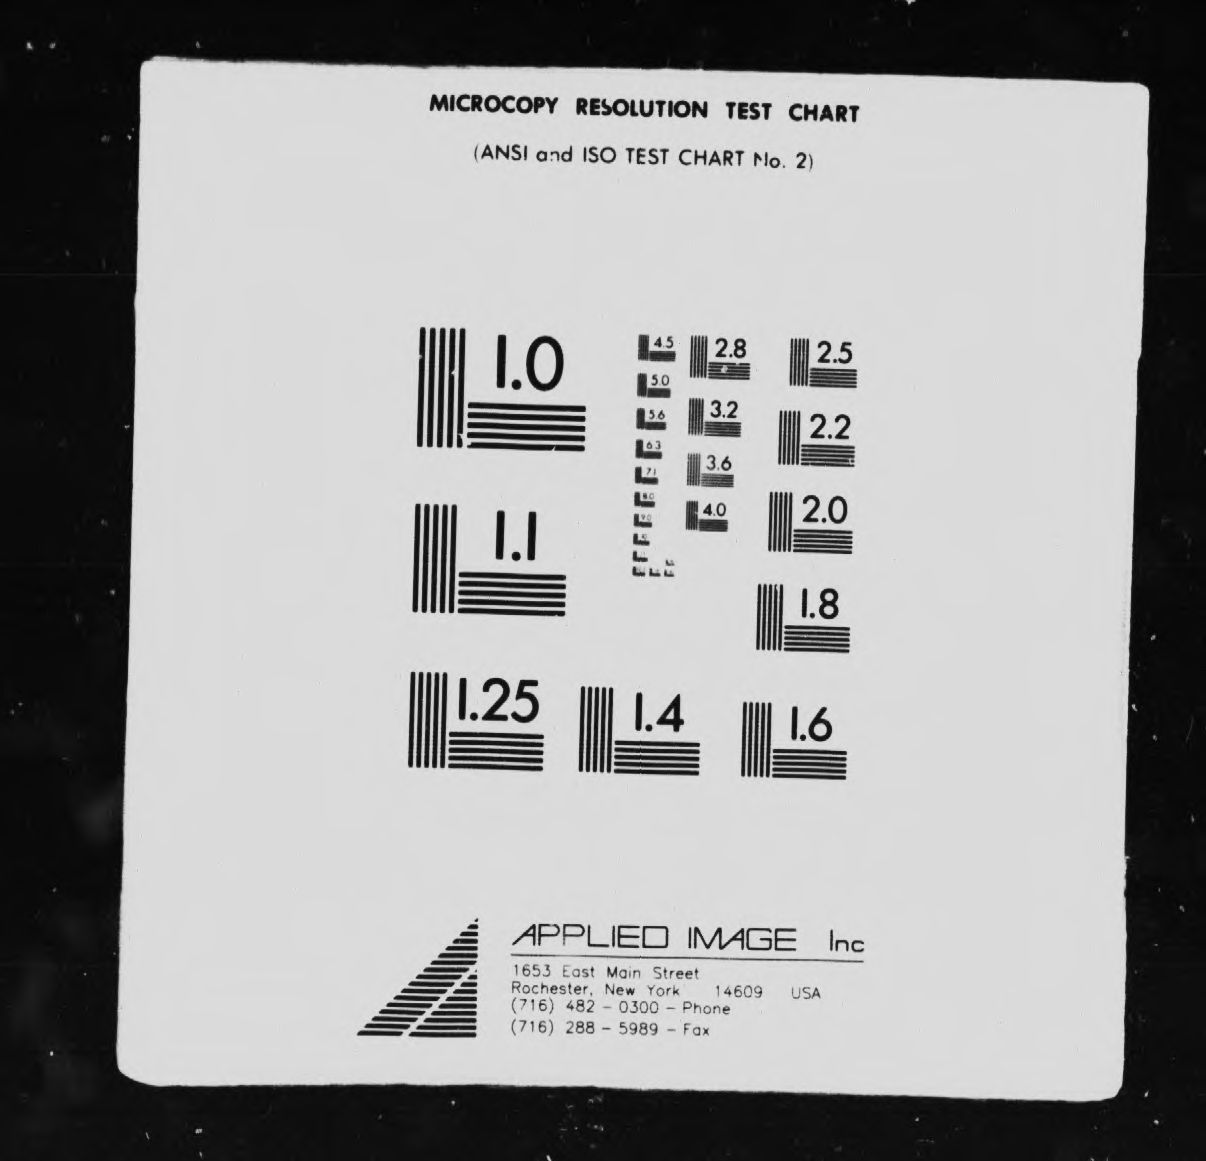 MICROCOPY RESOLUTION TEST CHART
(ANSI and ISO TEST CHART No. 2)
1.0
4.5
2.8
2.5
5.0
3.2
2.2
5.6
6.3
3.6
7.1
2.0
8.0
4.0
9.0
1.1
1.8
1.25
1.4
1.6
APPLIED IMAGE Inc
1653 East Main Street
Rochester, New York 14609 USA
(716) 482 - 0300 - Phone
(716) 288 - 5989 - Fax